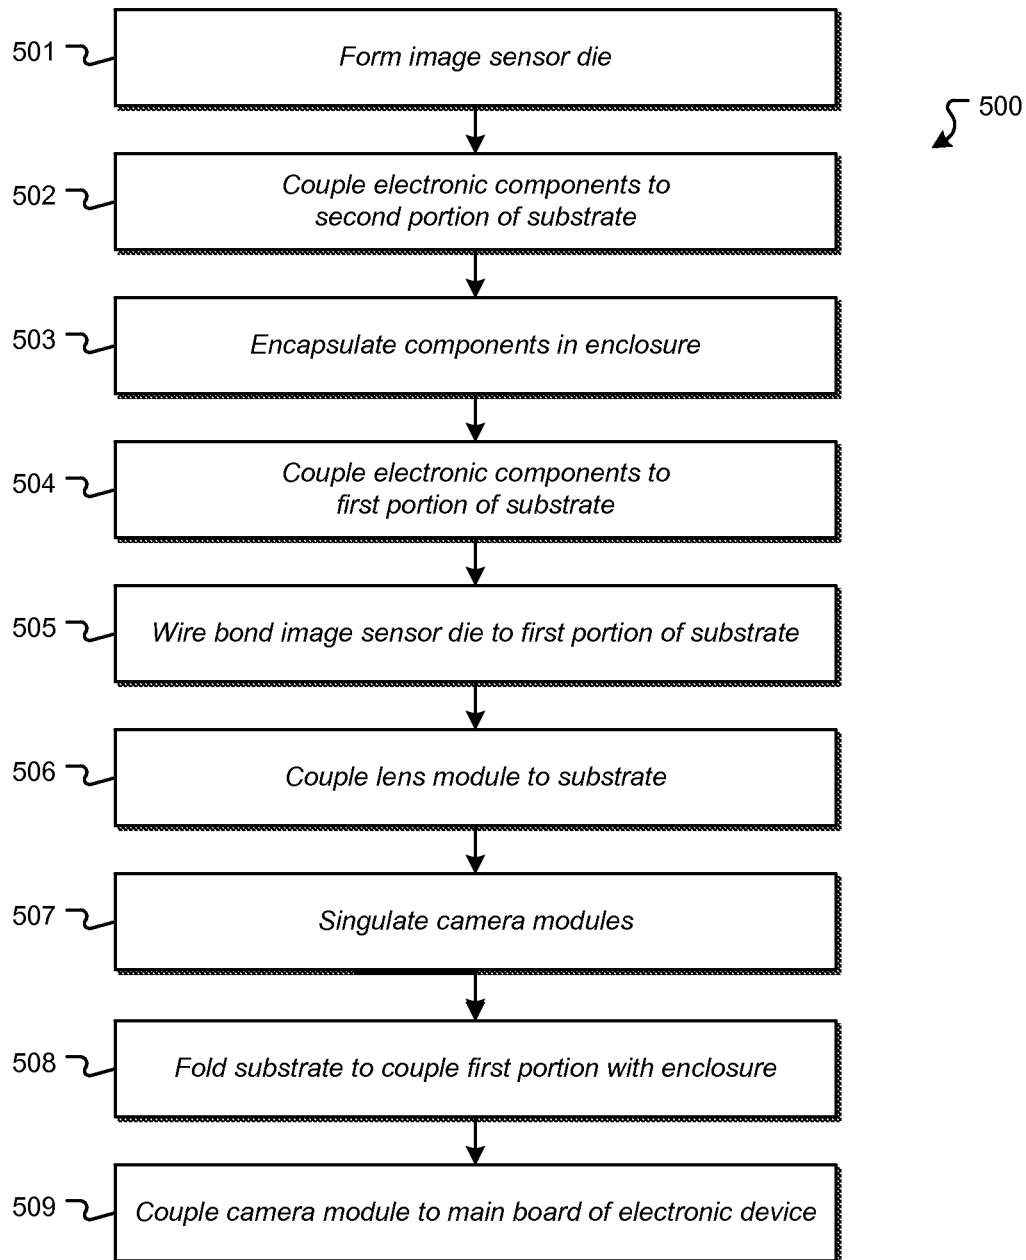 501
Form image sensor die
500
502
Couple electronic components to
second portion of substrate
503
Encapsulate components in enclosure
504
Couple electronic components to
first portion of substrate
505
Wire bond image sensor die to first portion of substrate
506
Couple lens module to substrate
507
Singulate camera modules
508
Fold substrate to couple first portion with enclosure
509
Couple camera module to main board of electronic device